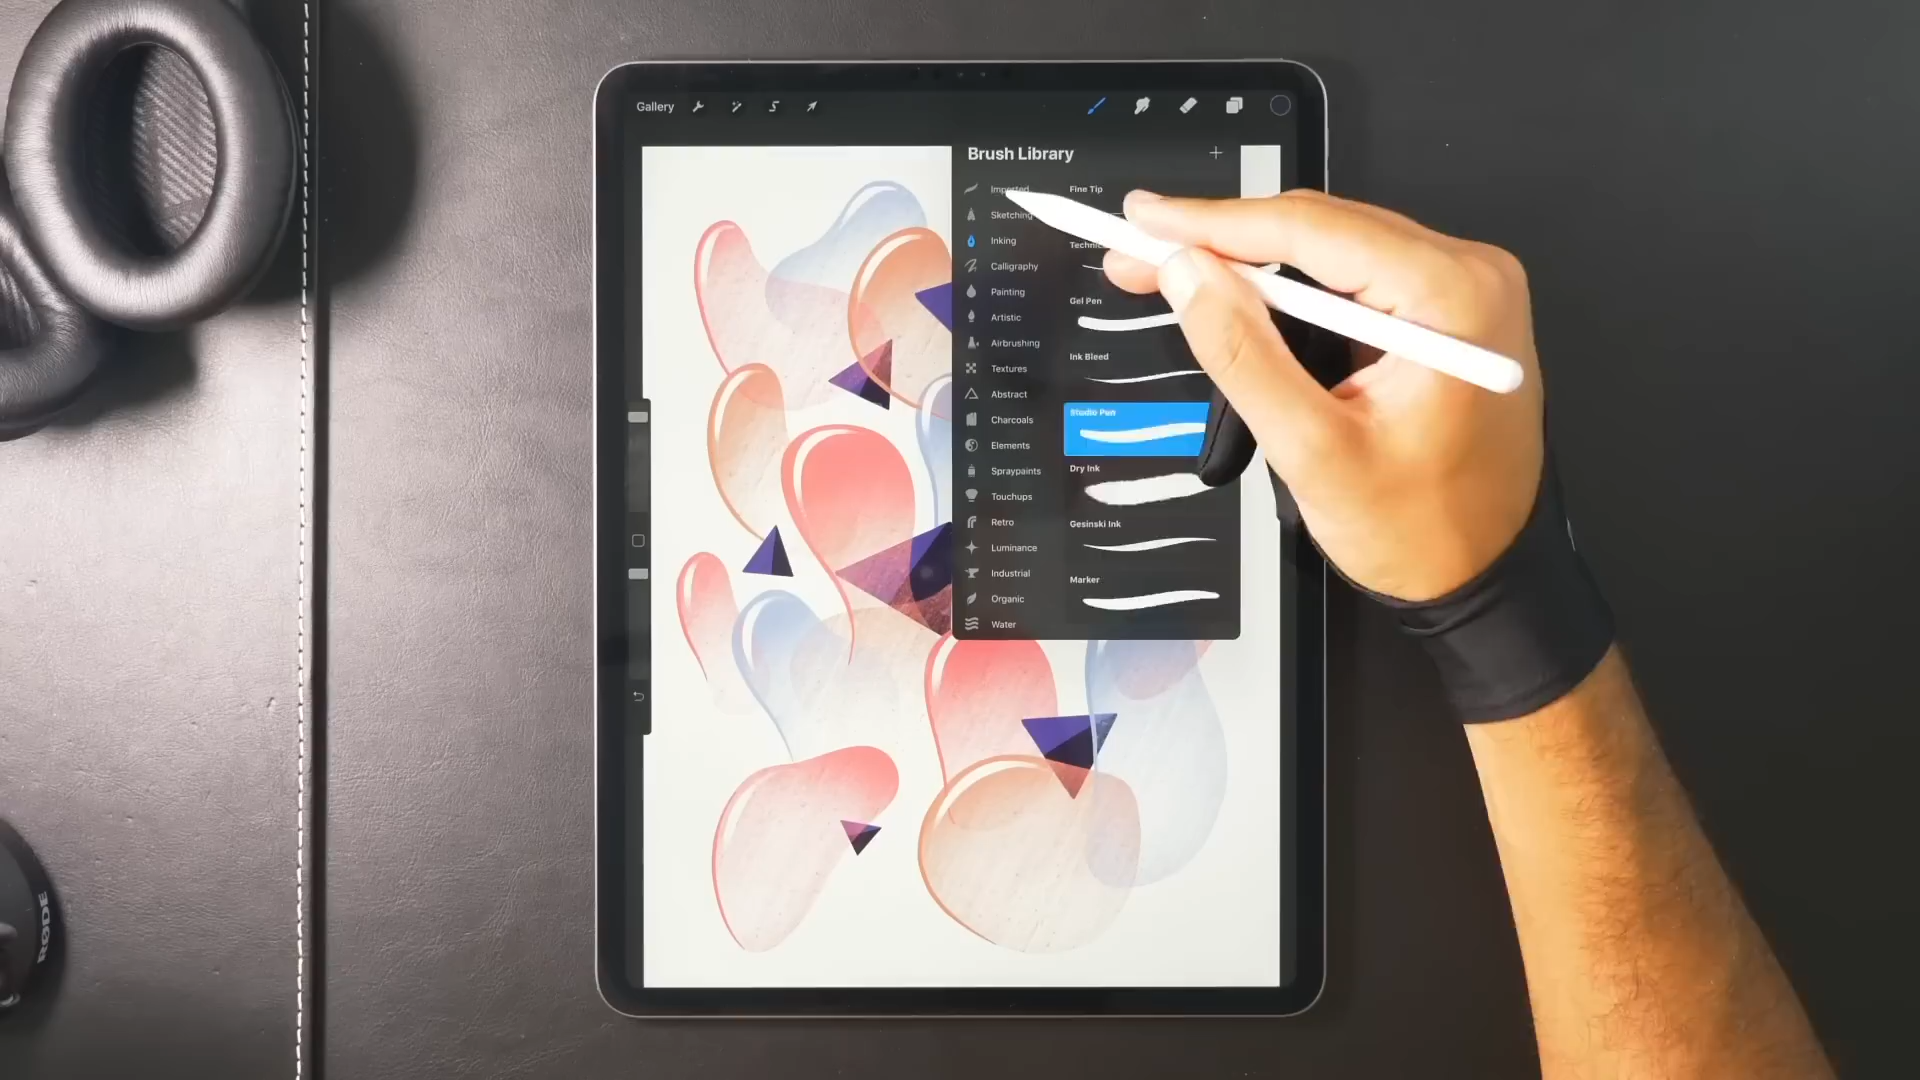 Gallery
Brush Library
Imported
Sketching
Inking
Calligraphy
Painting
Artistic
Airbrushing
Textures
Abstract
Charcoals
Elements
Spraypaints
Touchups
Retro
Luminance
Industrial
Organic
Water
Fine Tip
Gel Pen
Ink Bleed
Studio Pen
Dry Ink
Gesinski Ink
Marker
RØDE